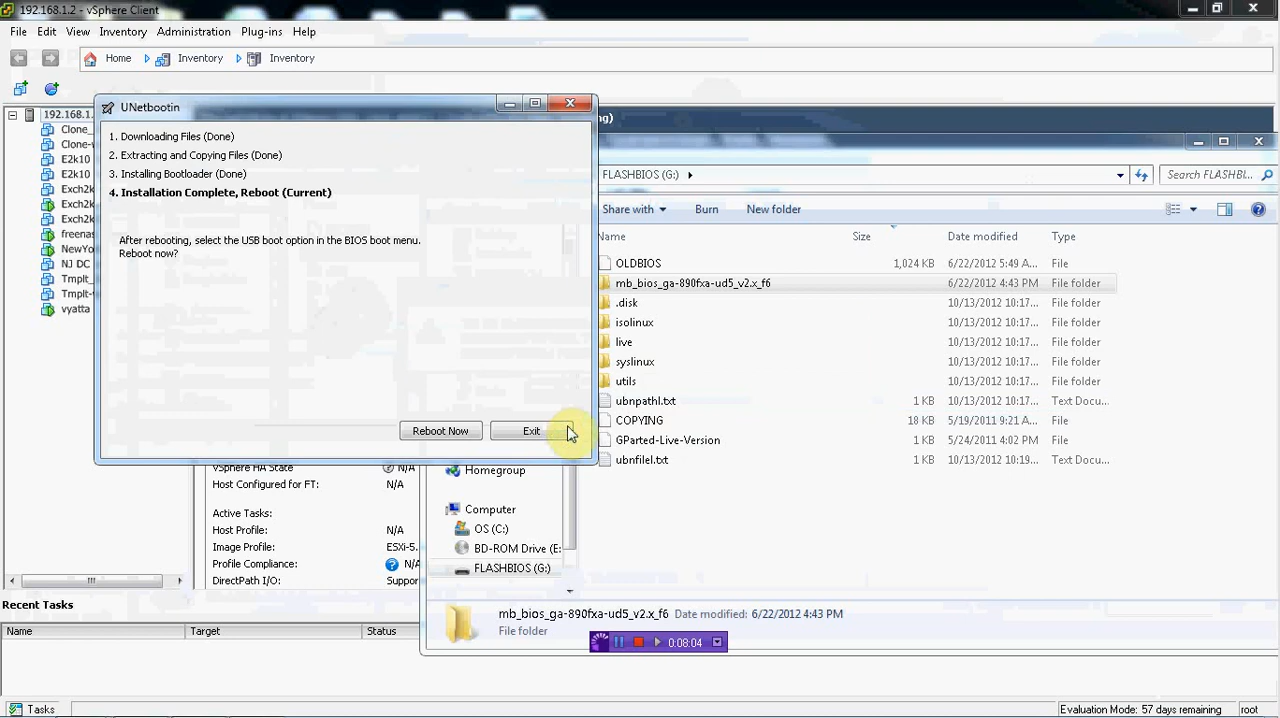 192.168.1.2 - vSphere Client
File Edit View Inventory Administration Plug-ins Help
Home Inventory Inventory
192.168.1.
Clone_
Clone-
E2k10
E2k10
Exch2k
Exch2k
Exch2k
freenas
NewYo
NJ DC
Tmplt_
Tmplt-
vyatta
UNetbootin
1. Downloading Files (Done)
2. Extracting and Copying Files (Done)
3. Installing Bootloader (Done)
4. Installation Complete, Reboot (Current)
After rebooting, select the USB boot option in the BIOS boot menu.
Reboot now?
Reboot Now Exit
g)
FLASHBIOS (G:) Search FLASHBI...
Share with Burn New folder
Name Size Date modified Type
OLDBIOS 1,024 KB 6/22/2012 5:49 A... File
mb_bios_ga-890fxa-ud5_v2.x_f6 6/22/2012 4:43 PM File folder
.disk 10/13/2012 10:17... File folder
isolinux 10/13/2012 10:17... File folder
live 10/13/2012 10:17... File folder
syslinux 10/13/2012 10:17... File folder
utils 10/13/2012 10:17... File folder
ubnpathl.txt 1 KB 10/13/2012 10:17... Text Docu...
COPYING 18 KB 5/19/2011 9:21 A... File
GParted-Live-Version 1 KB 5/24/2011 4:02 PM File
ubnfilel.txt 1 KB 10/13/2012 10:19... Text Docu...
Homegroup
Computer
OS (C:)
BD-ROM Drive (E:
FLASHBIOS (G:)
vSphere HA State N/A
Host Configured for FT: N/A
Active Tasks:
Host Profile: N/A
Image Profile: ESXi-5.
Profile Compliance: N/A
DirectPath I/O: Suppor
mb_bios_ga-890fxa-ud5_v2.x_f6 Date modified: 6/22/2012 4:43 PM
File folder
0:08:04
Recent Tasks
Name Target Status
Tasks Evaluation Mode: 57 days remaining root